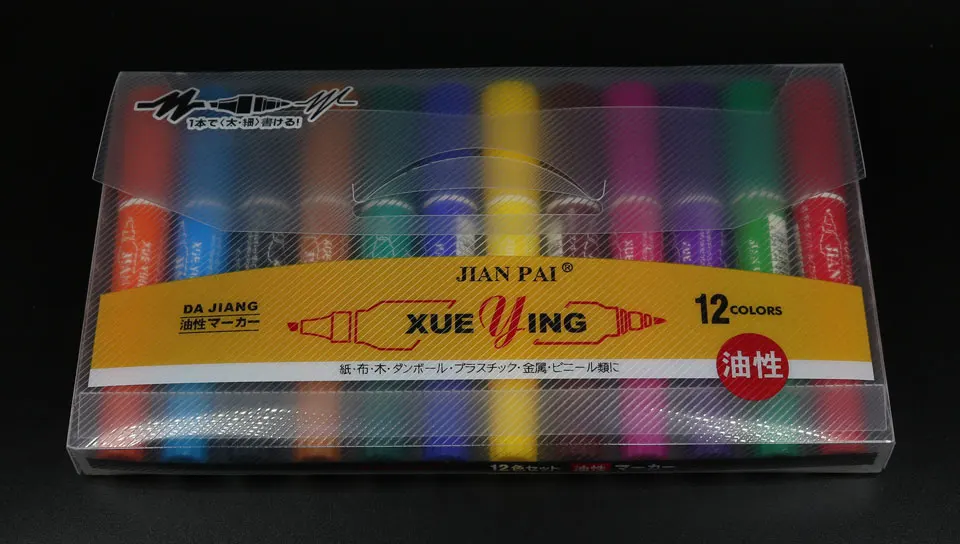 1本で〈太・細〉書ける!
JIAN PAI®
DA JIANG
油性マーカー
XUE YING
12 COLORS
油性
紙・布・木・ダンボール・プラスチック・金属・ビニール類に
12色セット 油性 マーカー